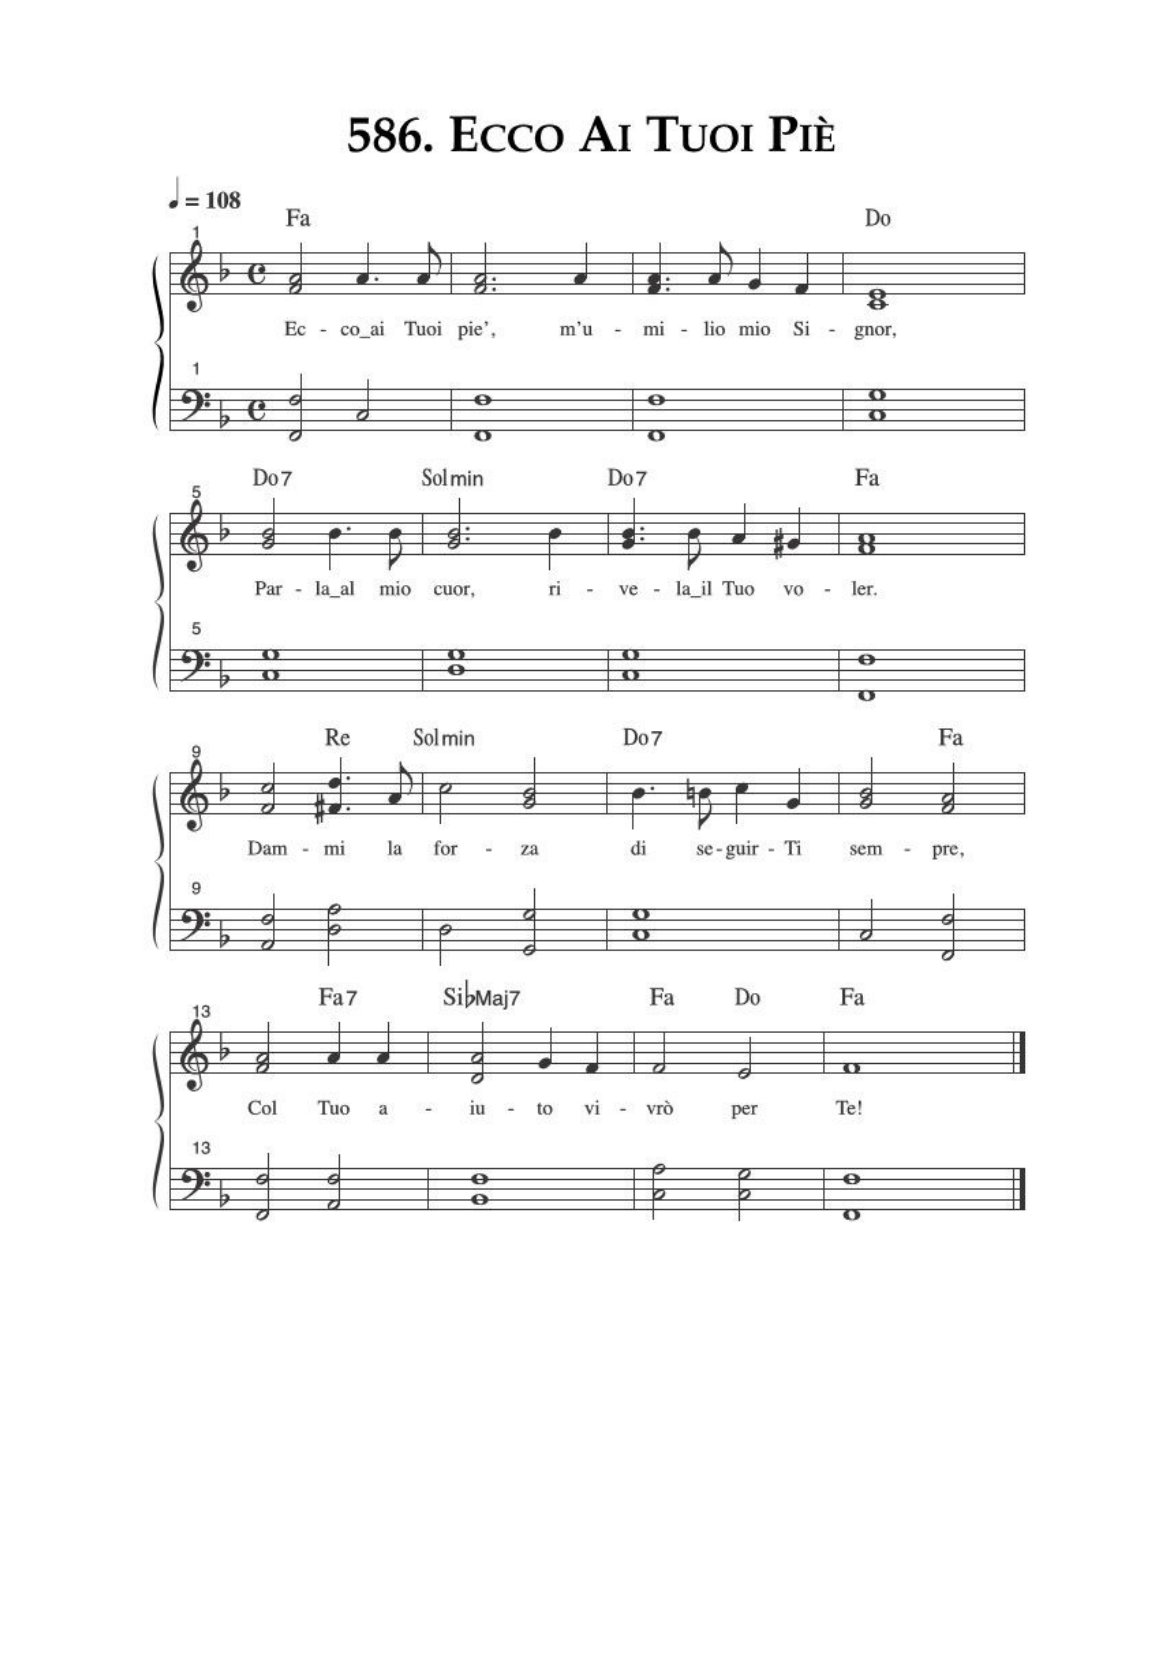 586. Ecco Ai Tuoi Piè
♩ = 108
Fa Do
1
Ec - co_ai Tuoi pie', m'u - mi - lio mio Si - gnor,
1
Do7 Solmin Do7 Fa
5
Par - la_al mio cuor, ri - ve - la_il Tuo vo - ler.
5
Re Solmin Do7 Fa
9
Dam - mi la for - za di se - guir - Ti sem - pre,
9
Fa7 Si♭Maj7 Fa Do Fa
13
Col Tuo a - iu - to vi - vrò per Te!
13